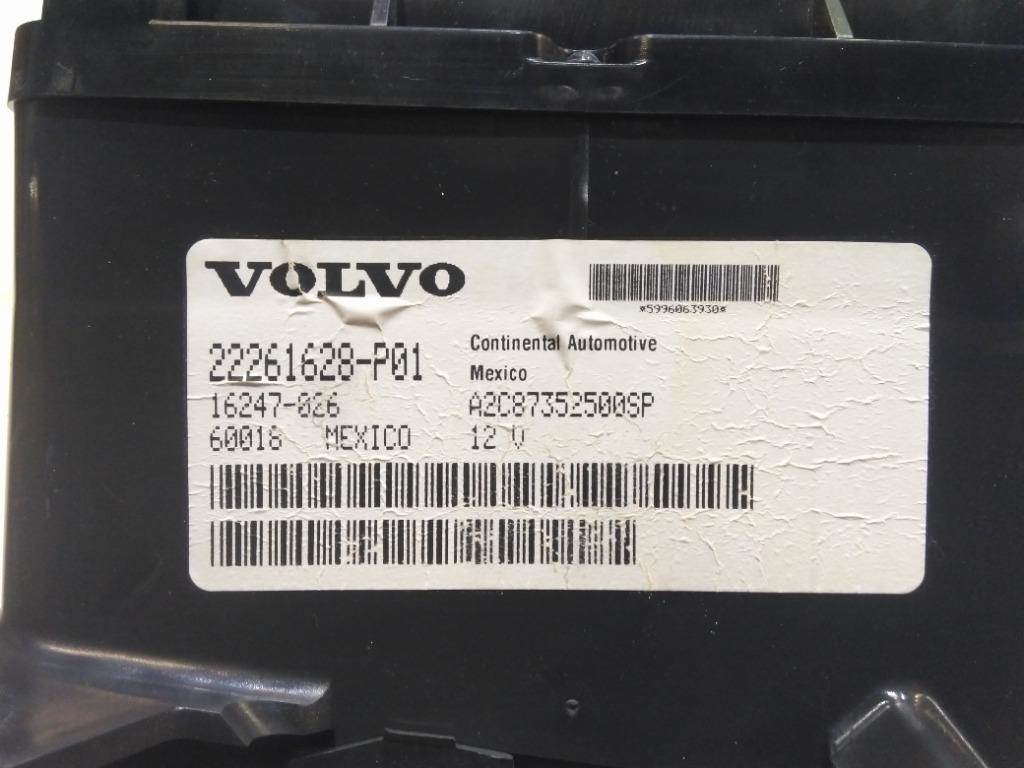 VOLVO
*5996063930*
22261628-P01
Continental Automotive
Mexico
16247-026
A2C87352500SP
60018 MEXICO
12 V